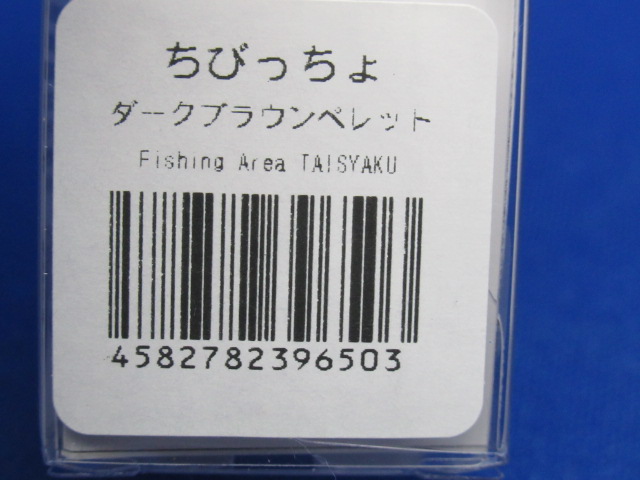 ちびっちょ
ダークブラウンペレット
Fishing Area TAISYAKU
4582782396503